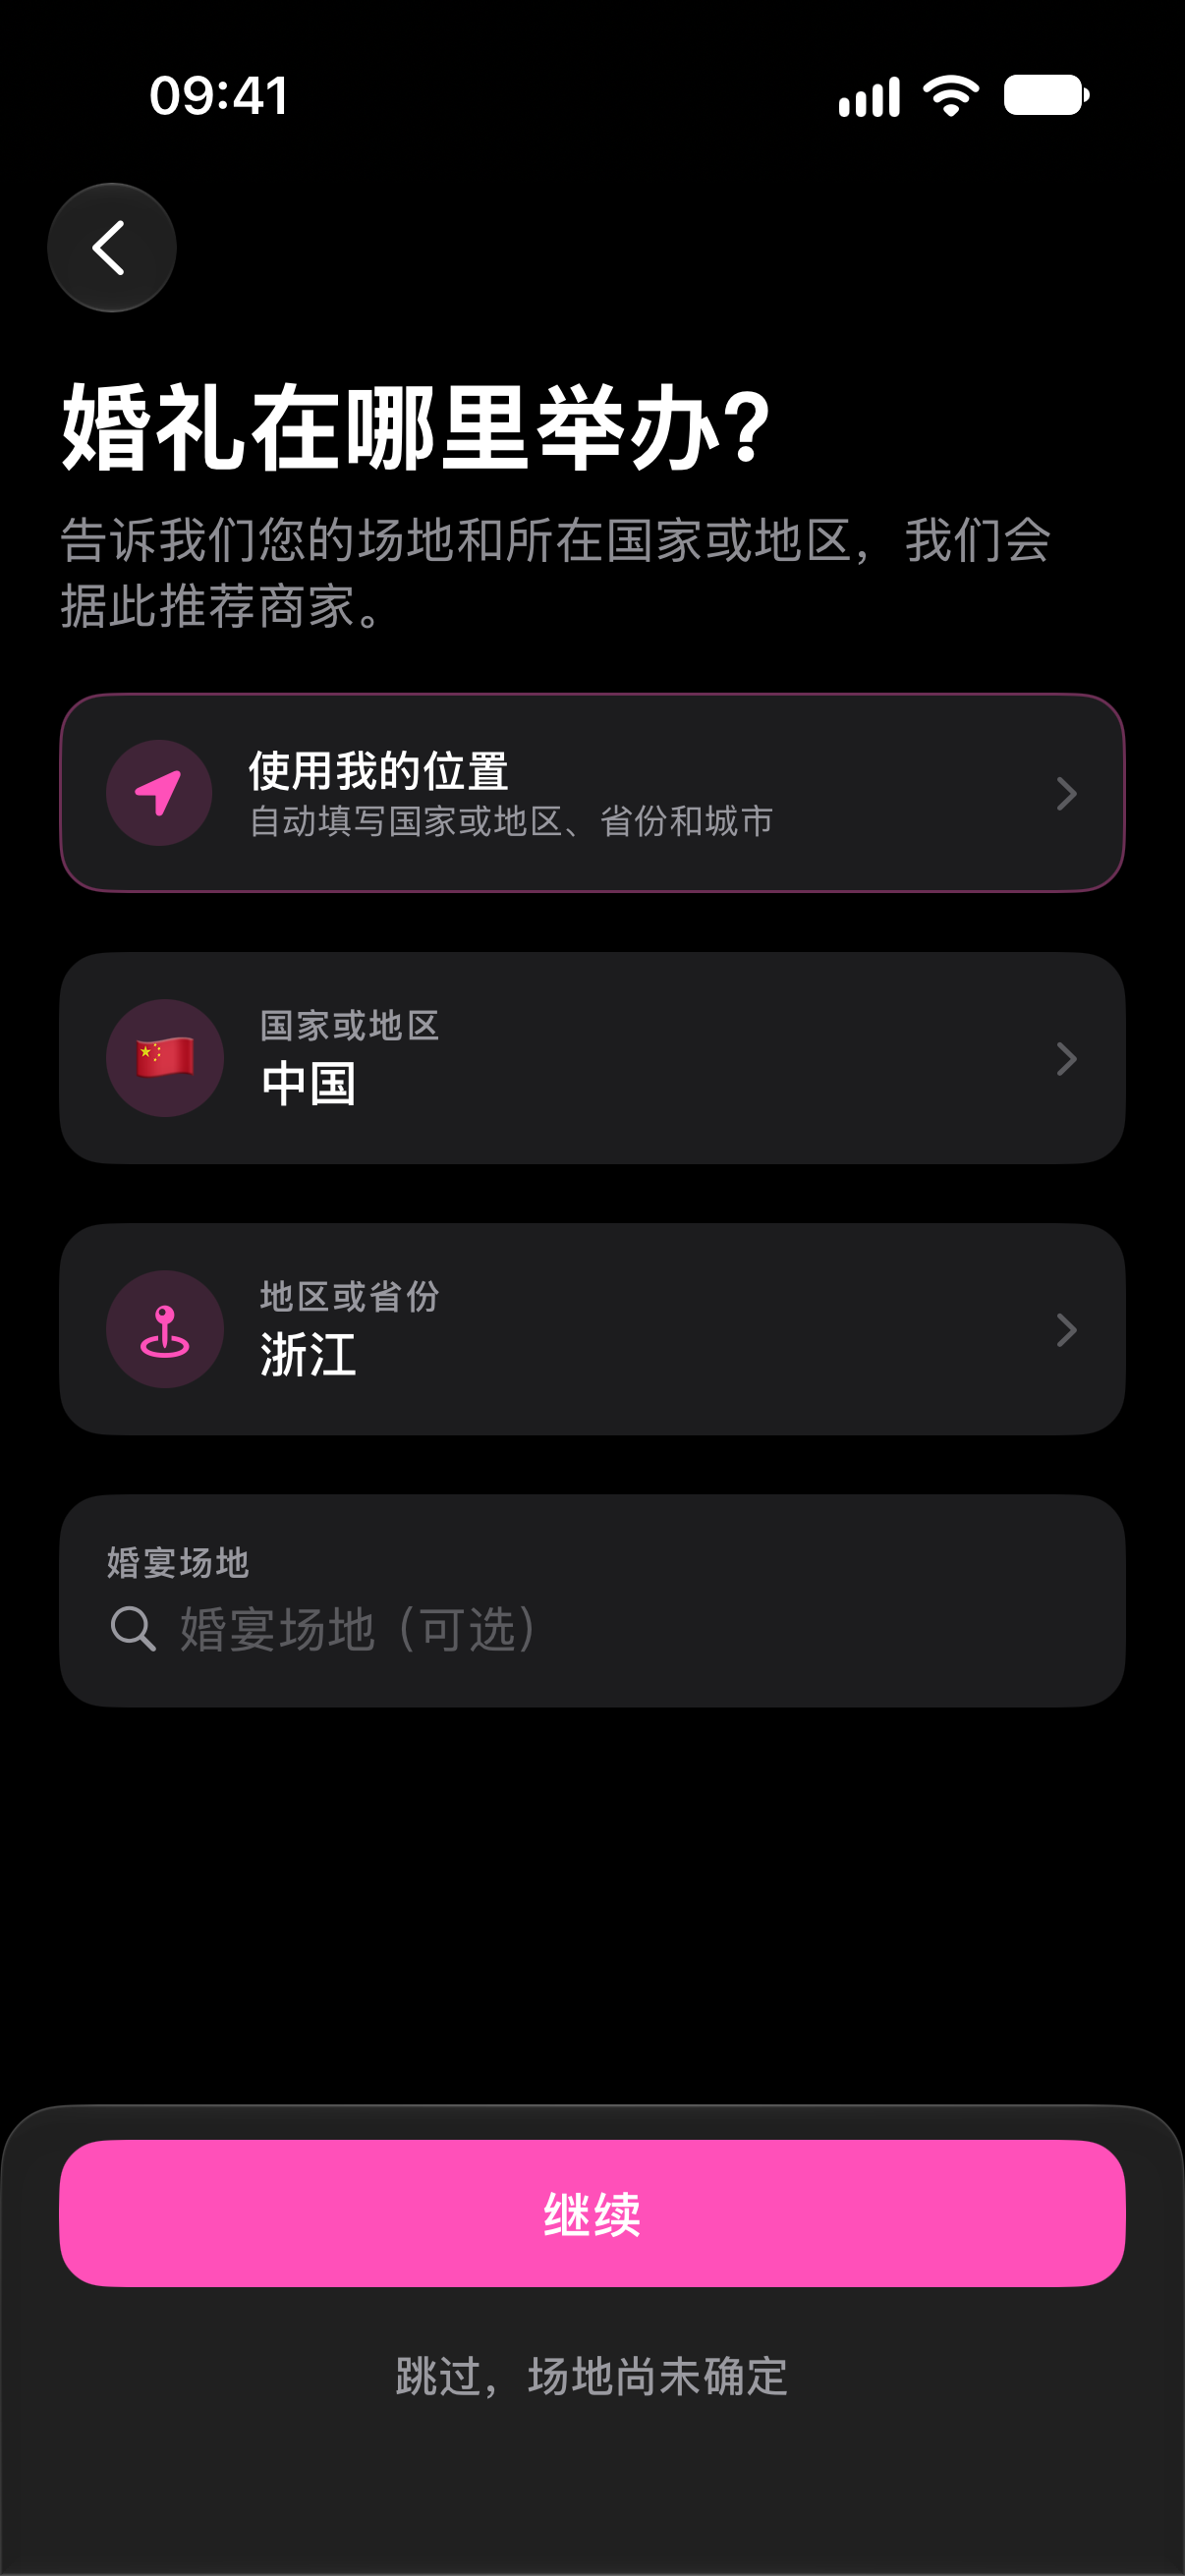 09:41
婚礼在哪里举办?
告诉我们您的场地和所在国家或地区，我们会
据此推荐商家。
使用我的位置
自动填写国家或地区、省份和城市
国家或地区
中国
地区或省份
浙江
婚宴场地
婚宴场地（可选）
继续
跳过，场地尚未确定